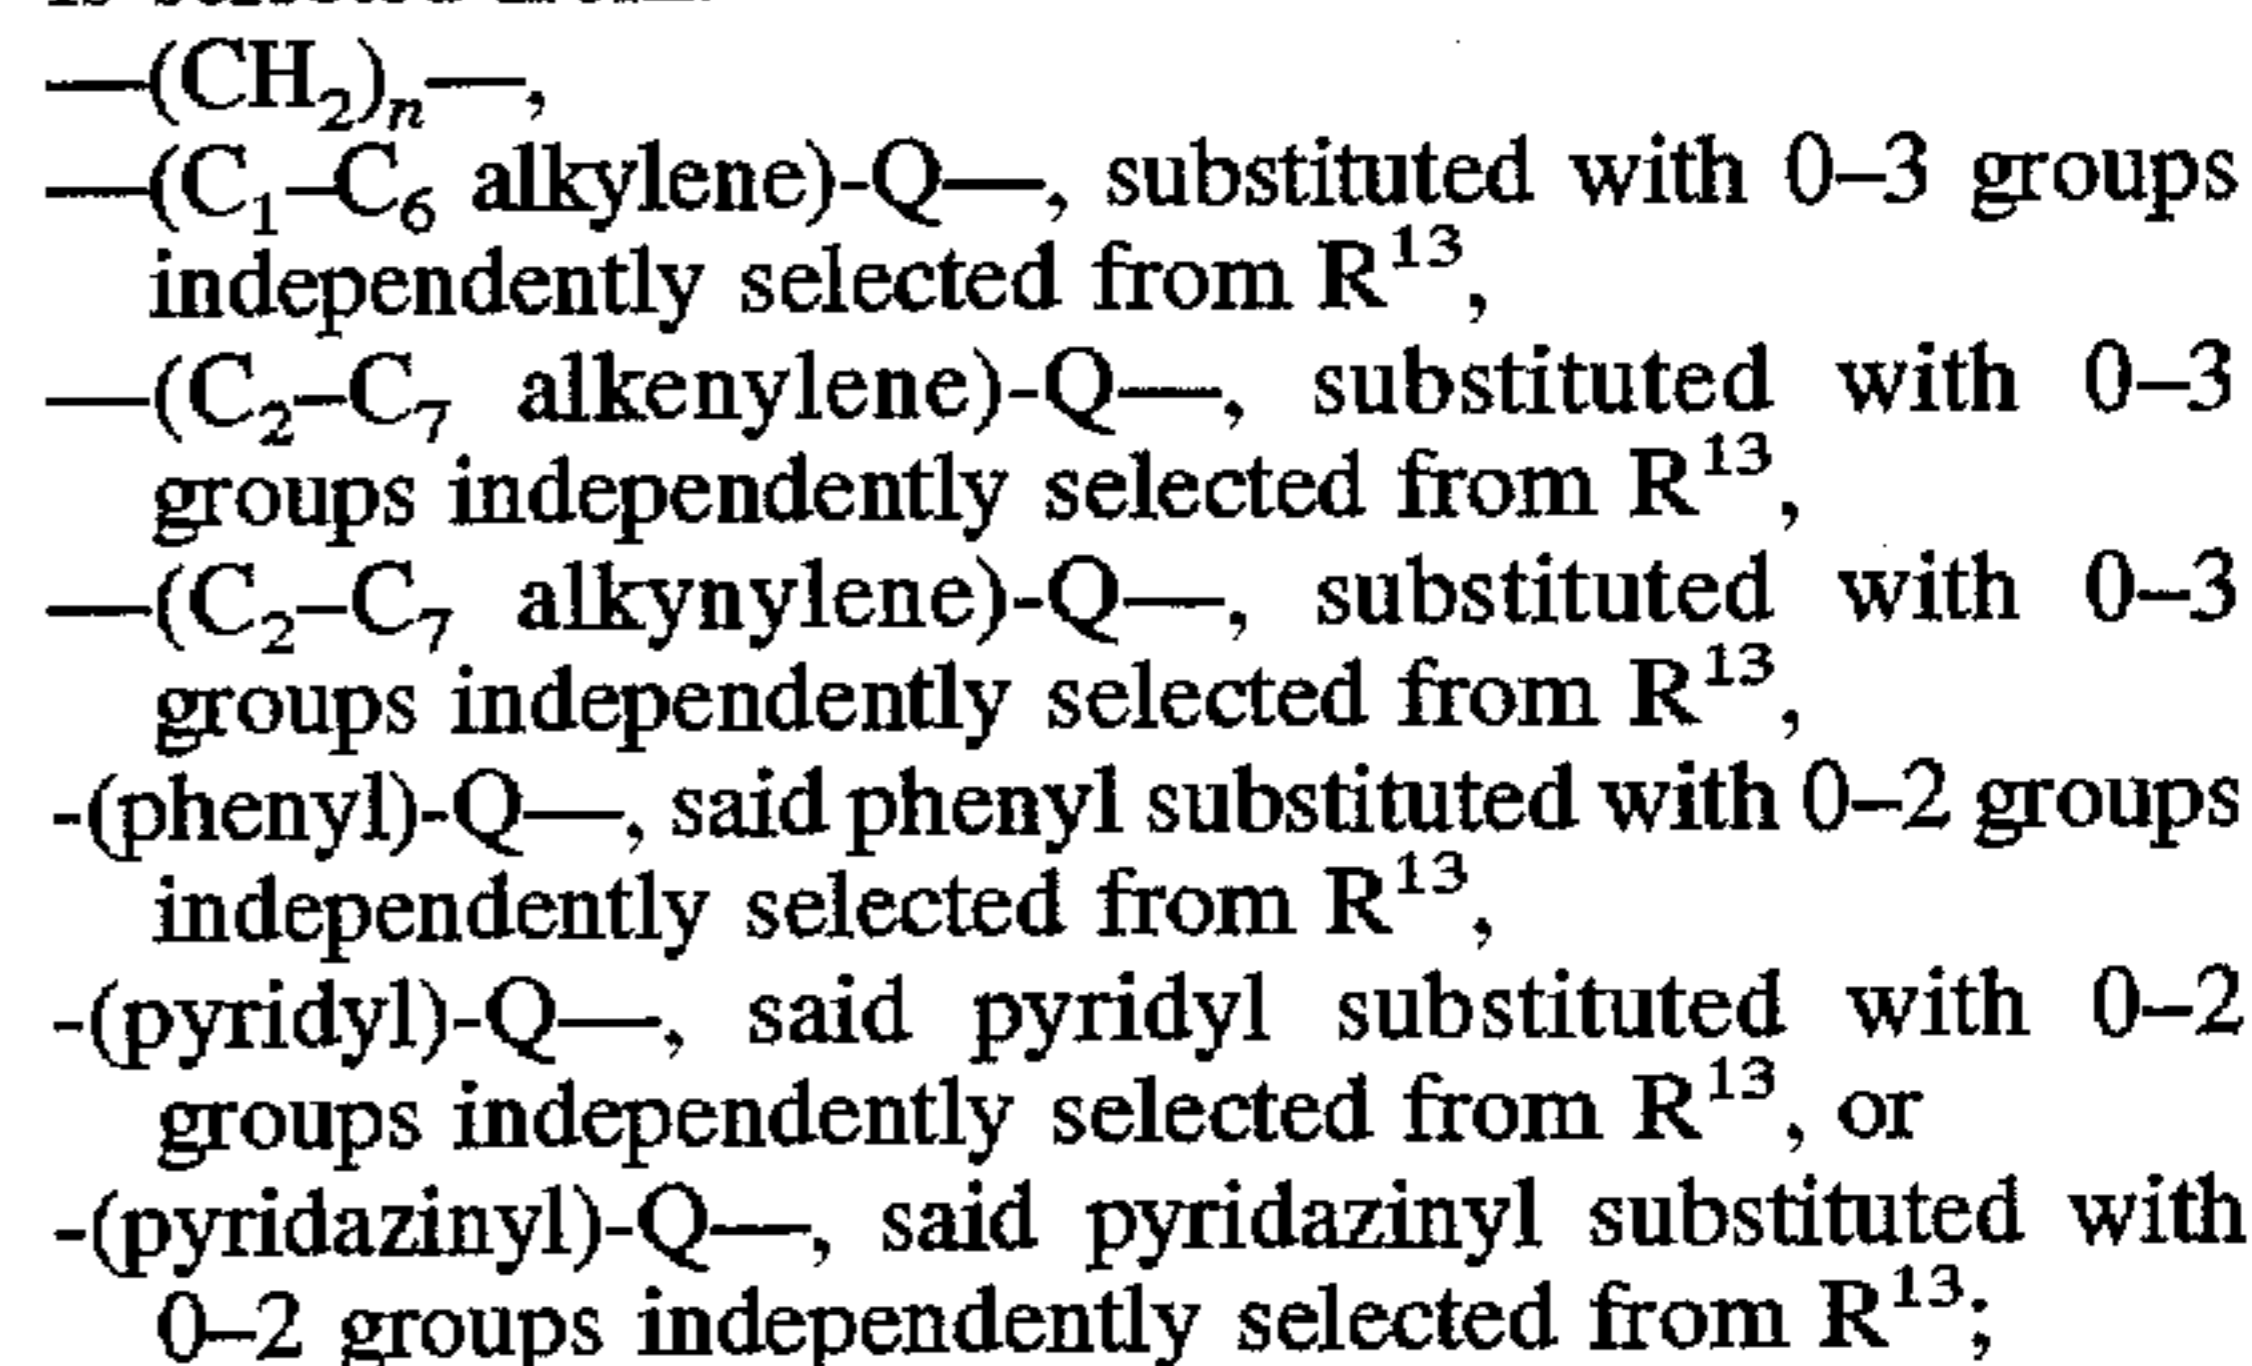 —(CH₂)ₙ—,
—(C₁–C₆ alkylene)-Q—, substituted with 0–3 groups
independently selected from R¹³,
—(C₂–C₇ alkenylene)-Q—, substituted with 0–3
groups independently selected from R¹³,
—(C₂–C₇ alkynylene)-Q—, substituted with 0–3
groups independently selected from R¹³,
-(phenyl)-Q—, said phenyl substituted with 0–2 groups
independently selected from R¹³,
-(pyridyl)-Q—, said pyridyl substituted with 0–2
groups independently selected from R¹³, or
-(pyridazinyl)-Q—, said pyridazinyl substituted with
0–2 groups independently selected from R¹³;